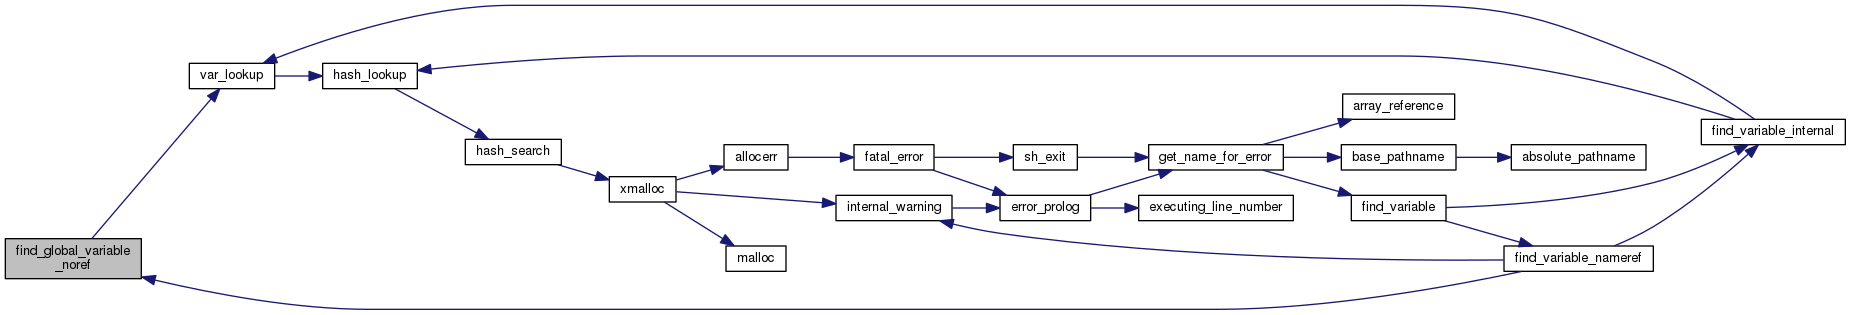 var_lookup
hash_lookup
array_reference
find_variable_internal
hash_search
allocerr
fatal_error
sh_exit
get_name_for_error
base_pathname
absolute_pathname
xmalloc
internal_warning
error_prolog
executing_line_number
find_variable
find_global_variable
_noref
malloc
find_variable_nameref